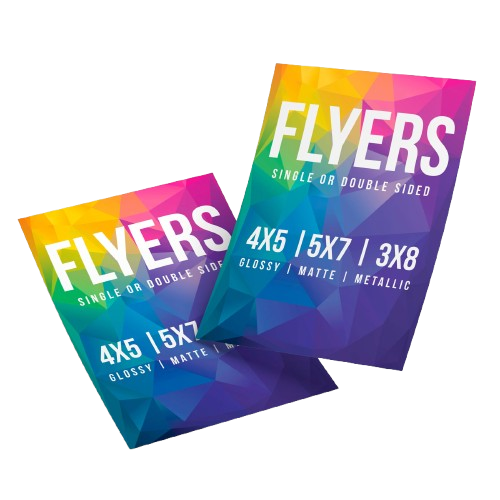 FLYERS
SINGLE OR DOUBLE SIDED
4X5 | 5X7 | 3X8
GLOSSY | MATTE | METALLIC
FLYERS
SINGLE OR DOUBLE SIDE
4X5 | 5X7
GLOSSY | MATTE |